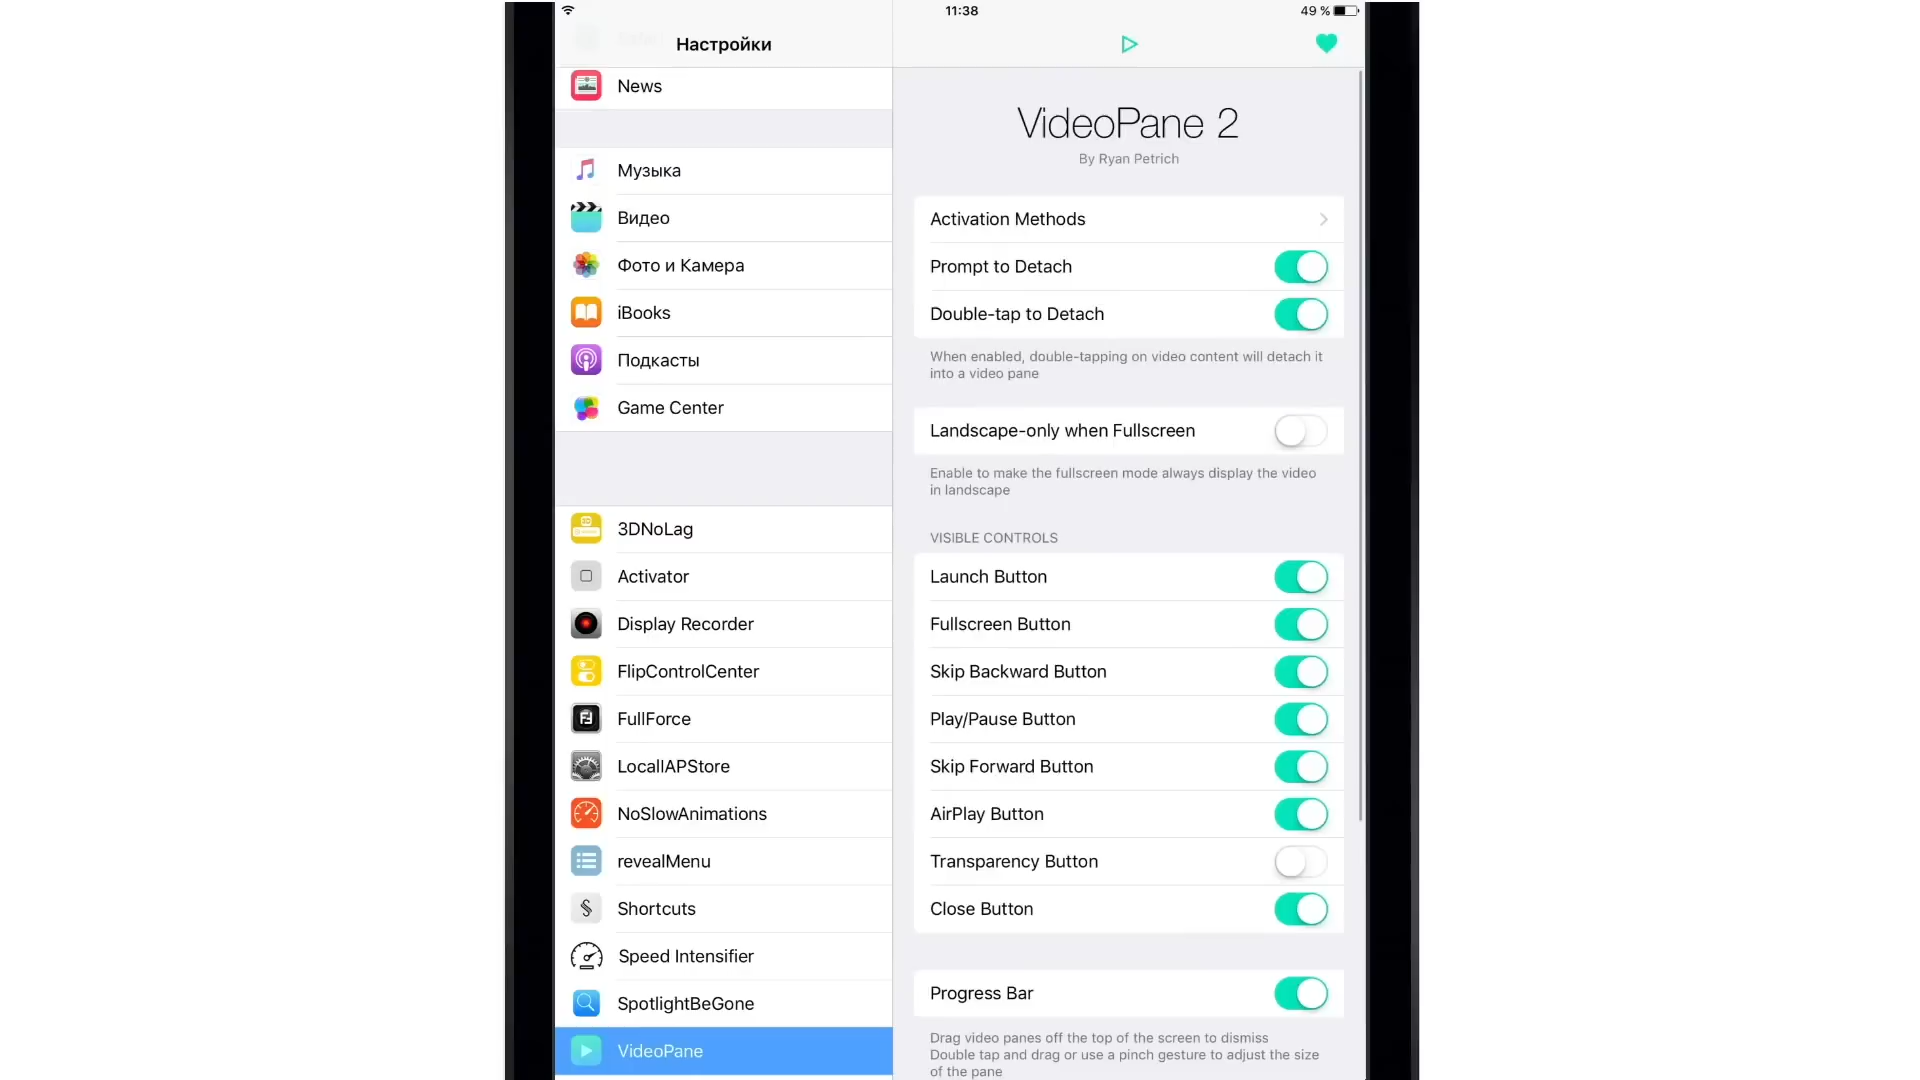 11:38
49 %
Настройки
News
Музыка
Видео
Фото и Камера
iBooks
Подкасты
Game Center
3DNoLag
Activator
Display Recorder
FlipControlCenter
FullForce
LocalIAPStore
NoSlowAnimations
revealMenu
Shortcuts
Speed Intensifier
SpotlightBeGone
VideoPane
VideoPane 2
By Ryan Petrich
Activation Methods
Prompt to Detach
Double-tap to Detach
When enabled, double-tapping on video content will detach it
into a video pane
Landscape-only when Fullscreen
Enable to make the fullscreen mode always display the video
in landscape
VISIBLE CONTROLS
Launch Button
Fullscreen Button
Skip Backward Button
Play/Pause Button
Skip Forward Button
AirPlay Button
Transparency Button
Close Button
Progress Bar
Drag video panes off the top of the screen to dismiss
Double tap and drag or use a pinch gesture to adjust the size
of the pane